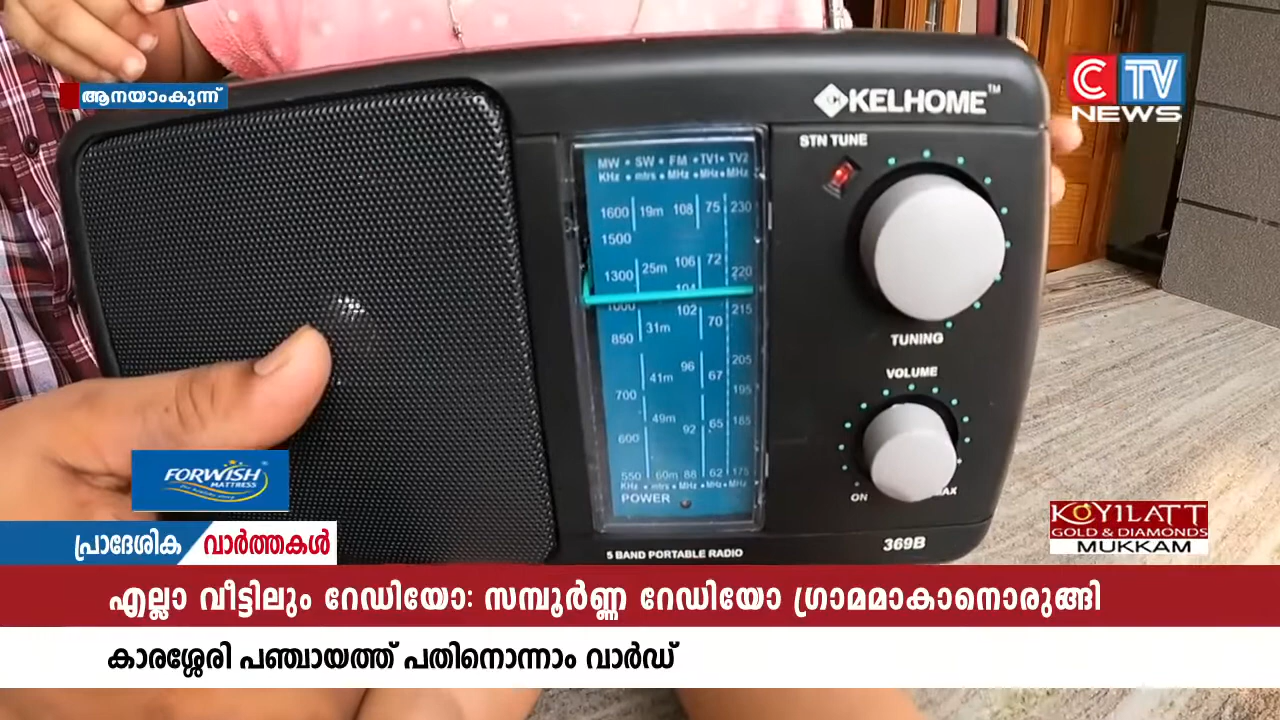 ആനയാംകുന്ന്
CTV
NEWS
KELHOME™
STN TUNE
MW • SW • FM • TV1 • TV2
KHz • mtrs • MHz • MHz • MHz
1600 19m 108 75 230
1500
1300 25m 106 72 220
104
1000 102 70 215
850 31m
96 205
700 41m 67 195
49m
600 92 65 185
550 60m 88 62 175
KHz • mtrs • MHz • MHz • MHz
POWER
TUNING
VOLUME
ON MAX
5 BAND PORTABLE RADIO
369B
FORWISH®
MATTRESS
KOYILATT
GOLD & DIAMONDS
MUKKAM
പ്രാദേശിക വാർത്തകൾ
എല്ലാ വീട്ടിലും റേഡിയോ: സമ്പൂർണ്ണ റേഡിയോ ഗ്രാമമാകാനൊരുങ്ങി
കാരശ്ശേരി പഞ്ചായത്ത് പതിനൊന്നാം വാർഡ്